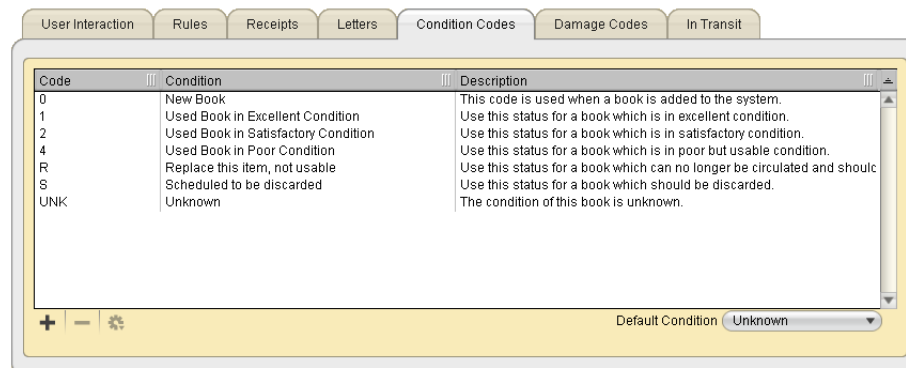 User Interaction Rules Receipts Letters Condition Codes Damage Codes In Transit
Code Condition Description
0 New Book This code is used when a book is added to the system.
1 Used Book in Excellent Condition Use this status for a book which is in excellent condition.
2 Used Book in Satisfactory Condition Use this status for a book which is in satisfactory condition.
4 Used Book in Poor Condition Use this status for a book which is in poor but usable condition.
R Replace this item, not usable Use this status for a book which can no longer be circulated and
S Scheduled to be discarded Use this status for a book which should be discarded.
UNK Unknown The condition of this book is unknown.
Default Condition Unknown